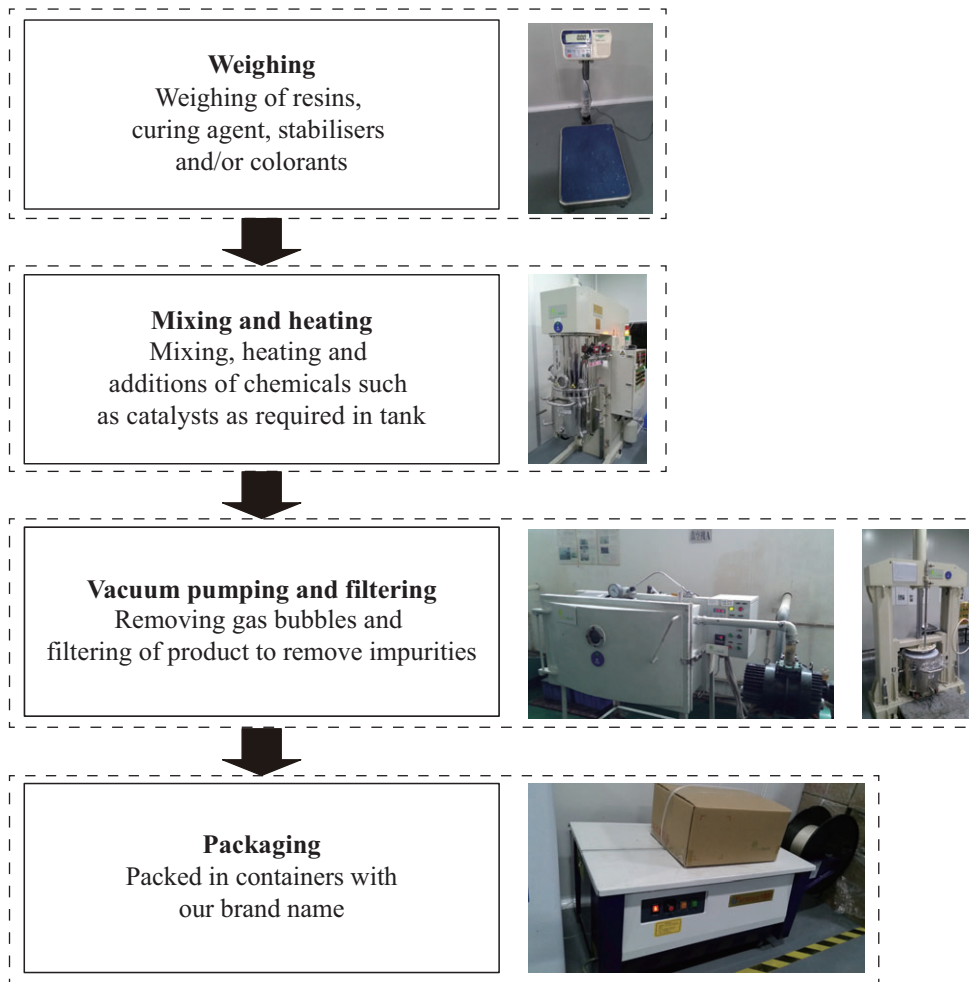 Weighing
Weighing of resins,
curing agent, stabilisers
and/or colorants
Mixing and heating
Mixing, heating and
additions of chemicals such
as catalysts as required in tank
Vacuum pumping and filtering
Removing gas bubbles and
filtering of product to remove impurities
Packaging
Packed in containers with
our brand name